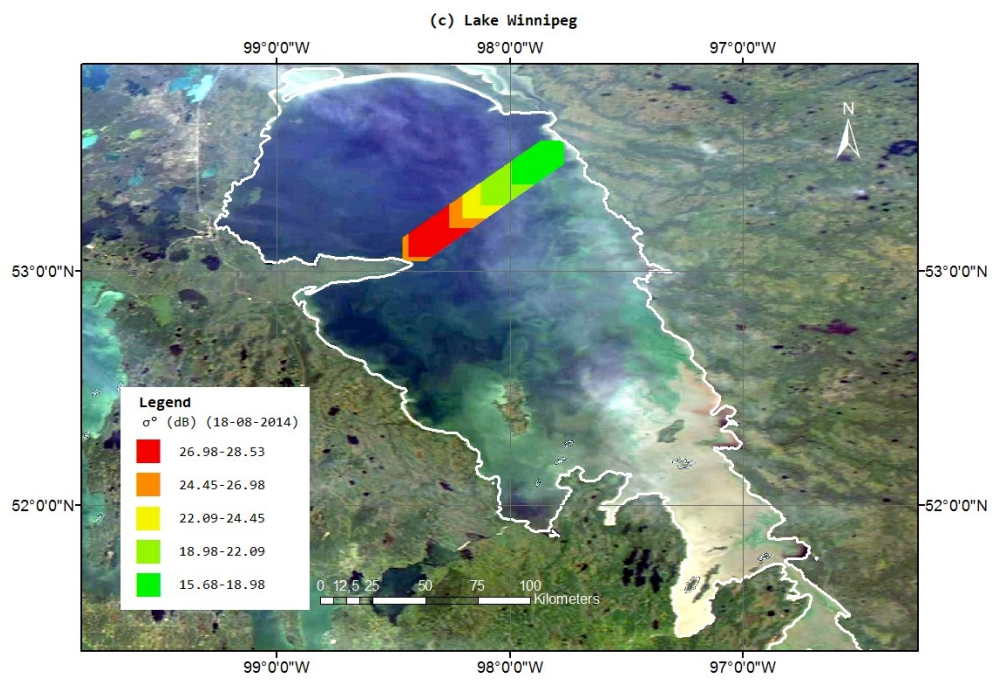 (c) Lake Winnipeg
99°0'0"W 98°0'0"W 97°0'0"W
N
53°0'0"N 53°0'0"N
Legend
σ° (dB) (18-08-2014)
26.98-28.53
24.45-26.98
22.09-24.45
18.98-22.09
15.68-18.98
52°0'0"N
0 12.5 25 50 75 100
Kilometers
99°0'0"W 98°0'0"W 97°0'0"W